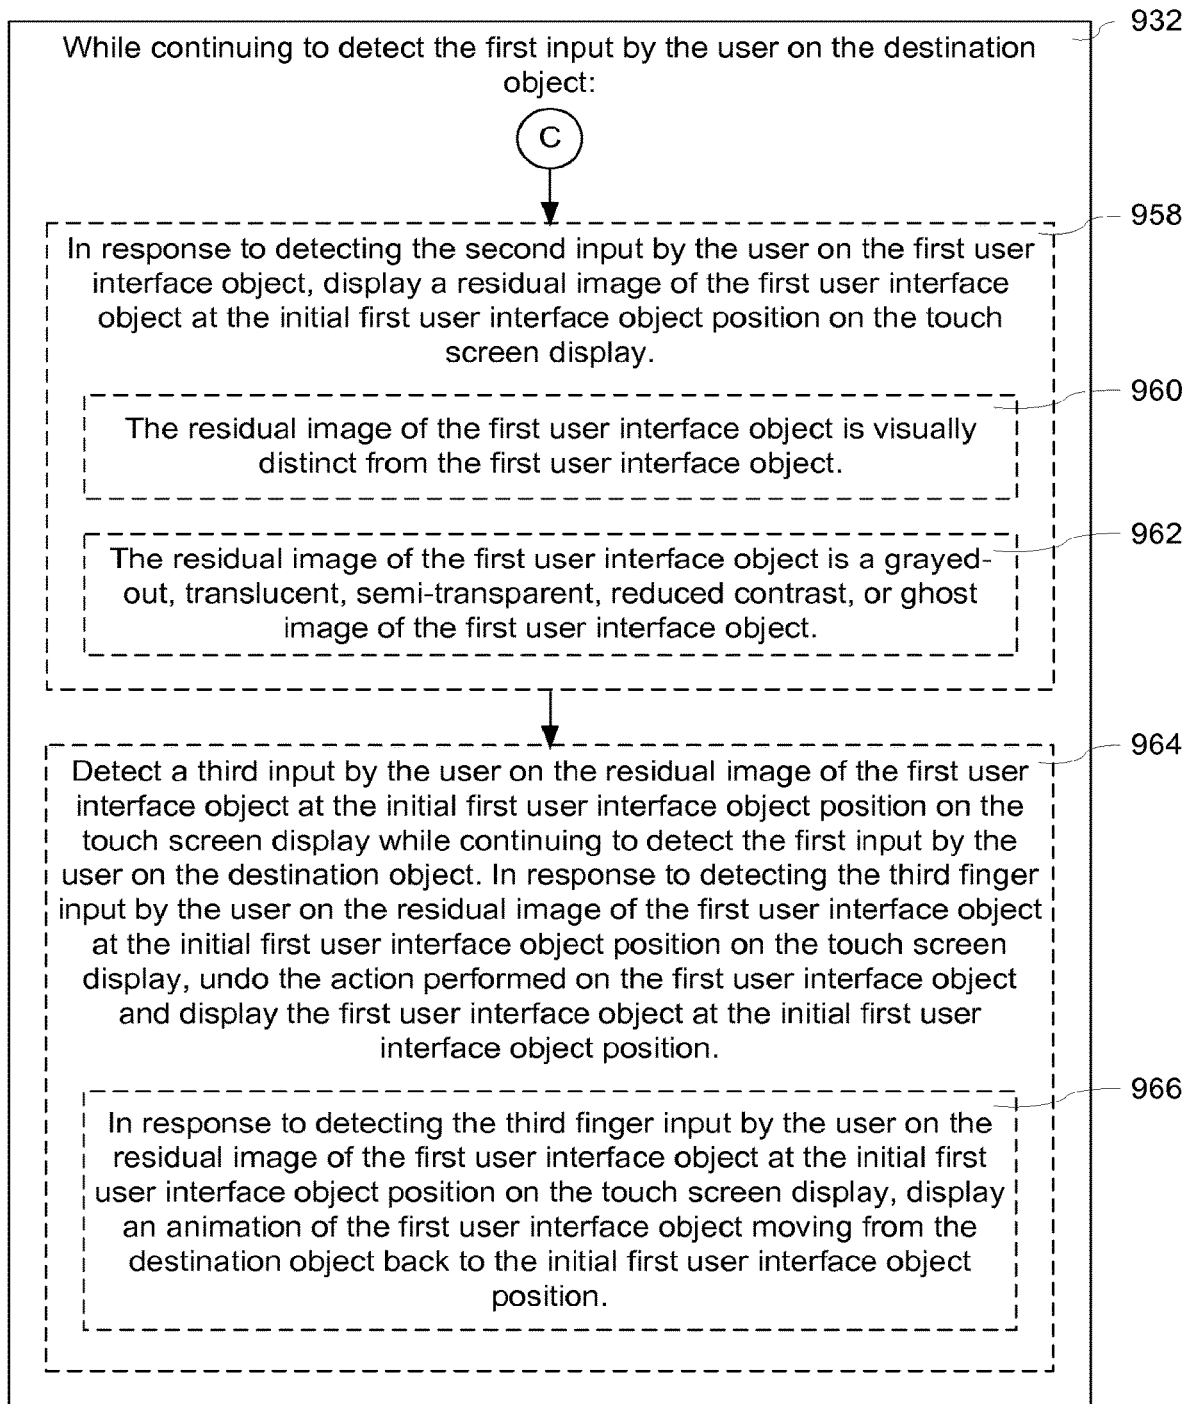 932
While continuing to detect the first input by the user on the destination
object:
C
958
In response to detecting the second input by the user on the first user
interface object, display a residual image of the first user interface
object at the initial first user interface object position on the touch
screen display.
960
The residual image of the first user interface object is visually
distinct from the first user interface object.
962
The residual image of the first user interface object is a grayed-
out, translucent, semi-transparent, reduced contrast, or ghost
image of the first user interface object.
964
Detect a third input by the user on the residual image of the first user
interface object at the initial first user interface object position on the
touch screen display while continuing to detect the first input by the
user on the destination object. In response to detecting the third finger
input by the user on the residual image of the first user interface object
at the initial first user interface object position on the touch screen
display, undo the action performed on the first user interface object
and display the first user interface object at the initial first user
interface object position.
966
In response to detecting the third finger input by the user on the
residual image of the first user interface object at the initial first
user interface object position on the touch screen display, display
an animation of the first user interface object moving from the
destination object back to the initial first user interface object
position.